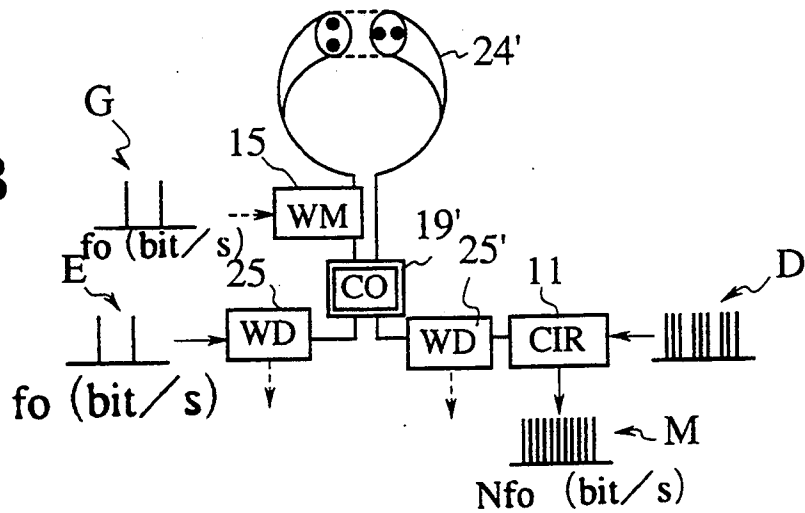 24'
G
15
B
WM
fo (bit/s)
19'
E
25
CO
25'
11
D
WD
WD
CIR
fo (bit/s)
M
Nfo (bit/s)